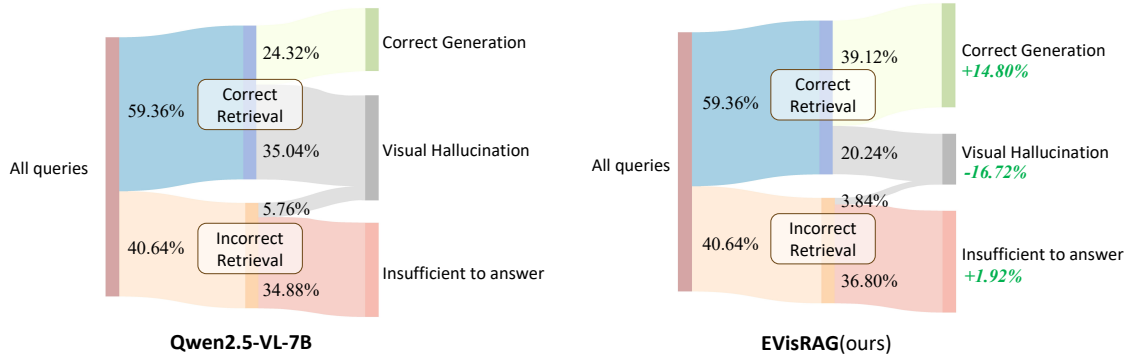 24.32%
Correct Generation
59.36%
Correct
Retrieval
35.04%
Visual Hallucination
All queries
5.76%
40.64%
Incorrect
Retrieval
34.88%
Insufficient to answer
Qwen2.5-VL-7B
39.12%
Correct Generation
+14.80%
59.36%
Correct
Retrieval
20.24%
Visual Hallucination
-16.72%
All queries
3.84%
40.64%
Incorrect
Retrieval
36.80%
Insufficient to answer
+1.92%
EVisRAG(ours)